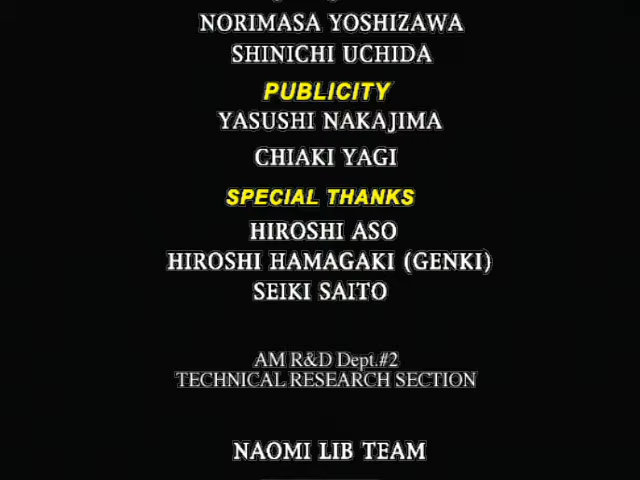 NORIMASA YOSHIZAWA
SHINICHI UCHIDA
PUBLICITY
YASUSHI NAKAJIMA
CHIAKI YAGI
SPECIAL THANKS
HIROSHI ASO
HIROSHI HAMAGAKI (GENKI)
SEIKI SAITO
AM R&D Dept.#2
TECHNICAL RESEARCH SECTION
NAOMI LIB TEAM